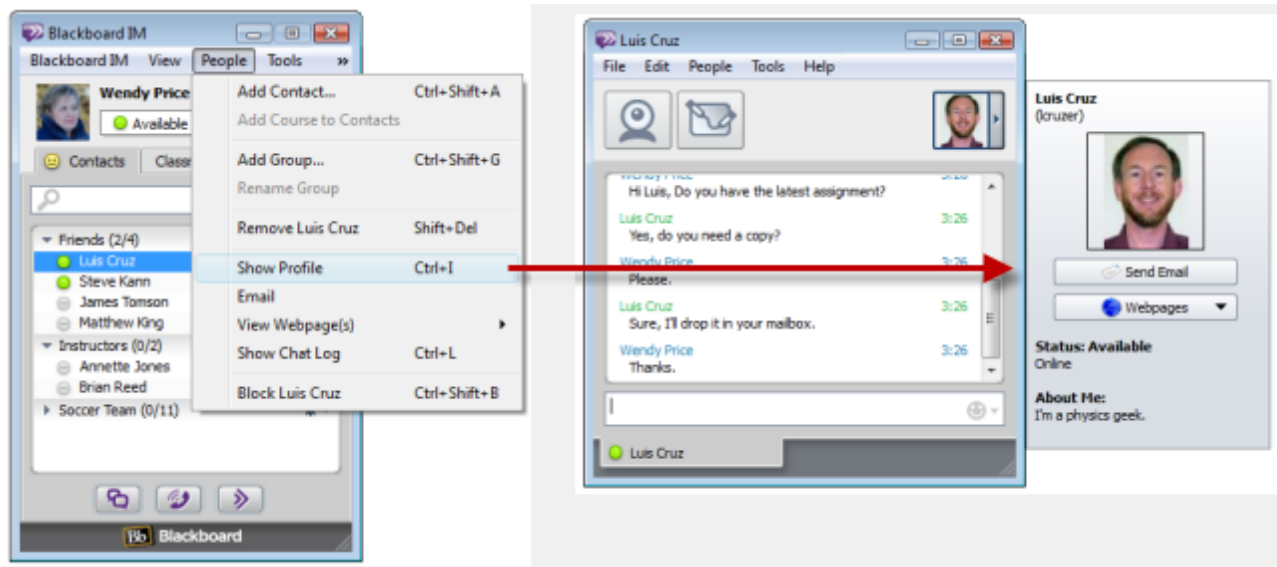 Blackboard IM
Blackboard IM View People Tools »
Wendy Price
Available
Contacts Classr
Friends (2/4)
Luis Cruz
Steve Kann
James Tomson
Matthew King
Instructors (0/2)
Annette Jones
Brian Reed
Soccer Team (0/11)
Bb Blackboard
Add Contact... Ctrl+Shift+A
Add Course to Contacts
Add Group... Ctrl+Shift+G
Rename Group
Remove Luis Cruz Shift+Del
Show Profile Ctrl+I
Email
View Webpage(s)
Show Chat Log Ctrl+L
Block Luis Cruz Ctrl+Shift+B
Luis Cruz
File Edit People Tools Help
Wendy Price 3:26
Hi Luis, Do you have the latest assignment?
Luis Cruz 3:26
Yes, do you need a copy?
Wendy Price 3:26
Please.
Luis Cruz 3:26
Sure, I'll drop it in your mailbox.
Wendy Price 3:26
Thanks.
Luis Cruz
Luis Cruz
(lcruzer)
Send Email
Webpages
Status: Available
Online
About Me:
I'm a physics geek.